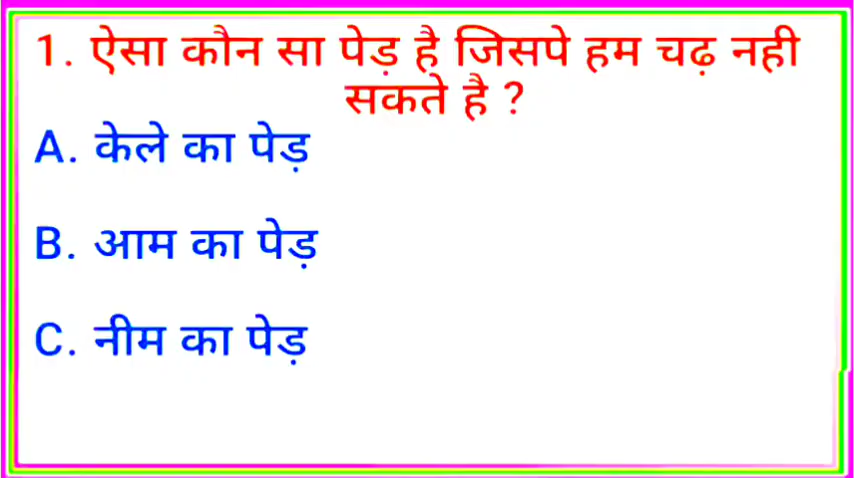 1. ऐसा कौन सा पेड़ है जिसपे हम चढ़ नही
सकते है ?
A. केले का पेड़
B. आम का पेड़
C. नीम का पेड़